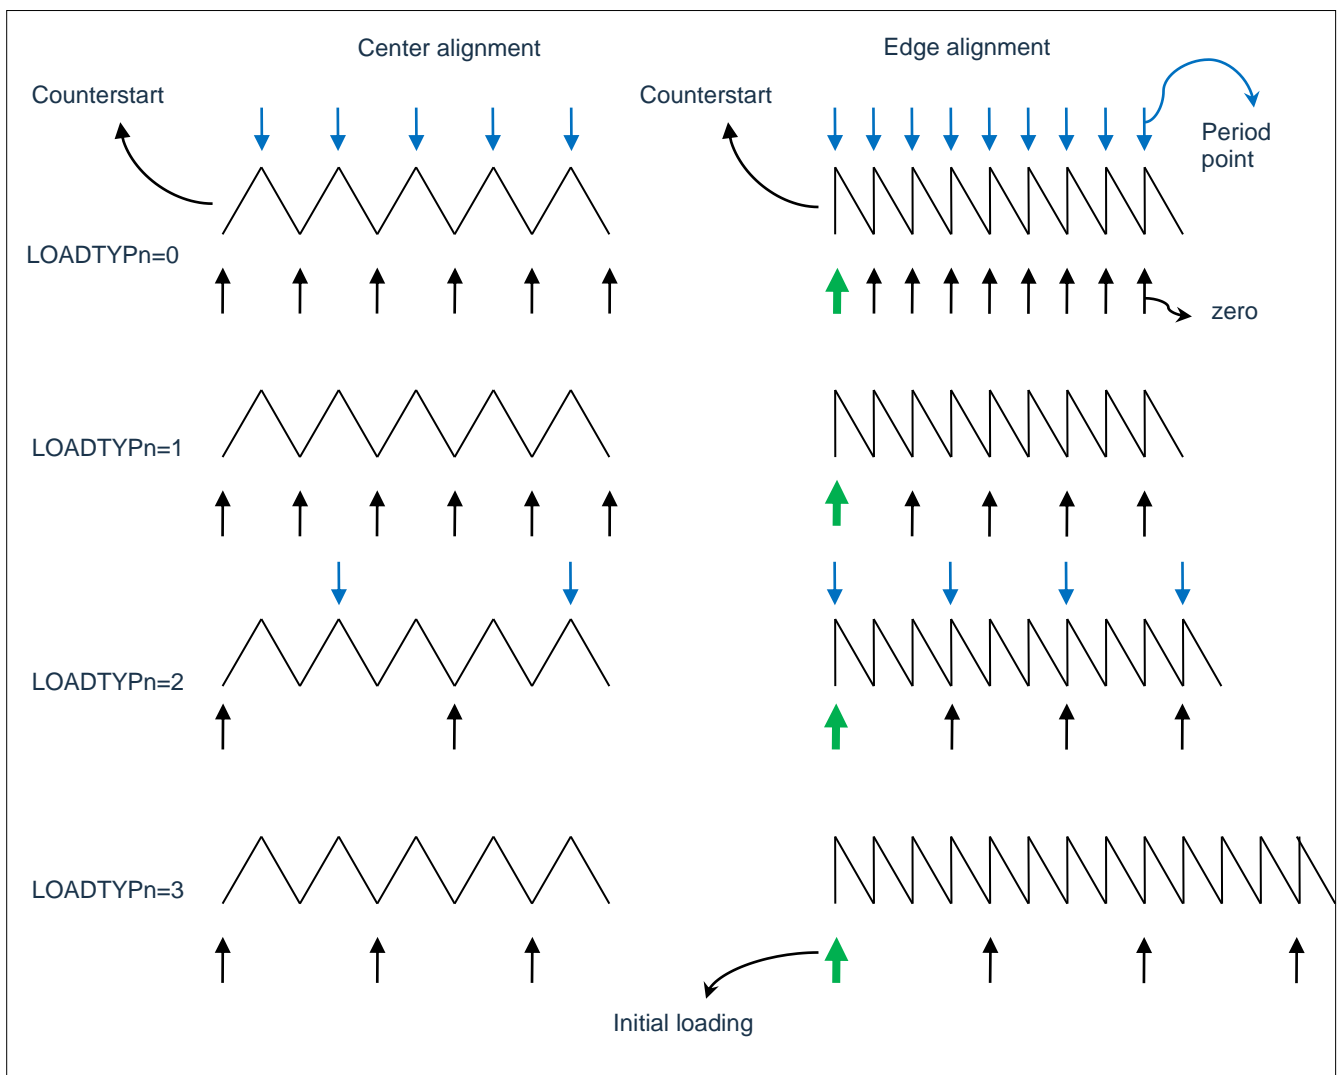 Center alignment
Edge alignment
Counterstart
Counterstart
Period
point
LOADTYPn=0
zero
LOADTYPn=1
LOADTYPn=2
LOADTYPn=3
Initial loading